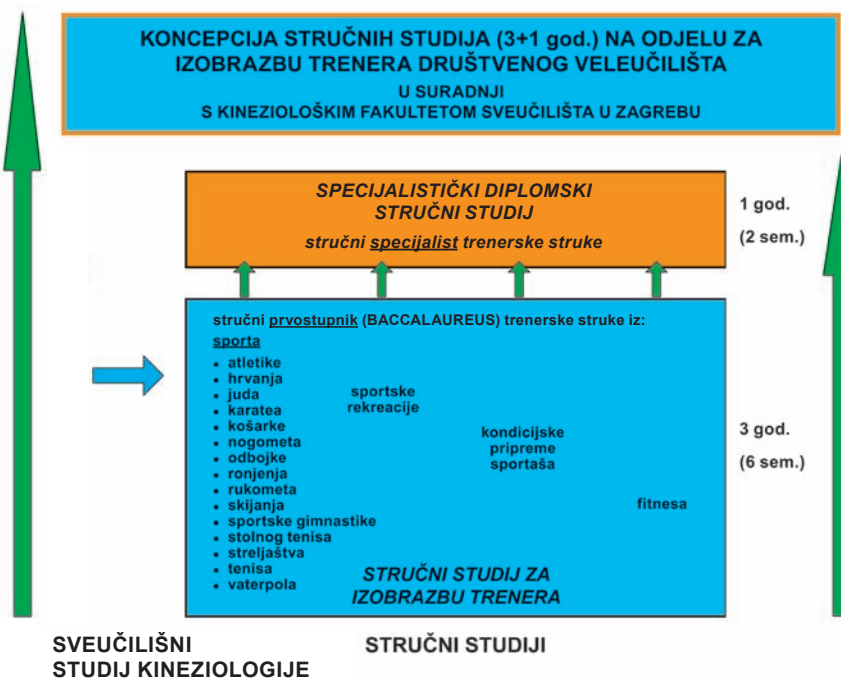 KONCEPCIJA STRUČNIH STUDIJA (3+1 god.) NA ODJELU ZA
IZOBRAZBU TRENERA DRUŠTVENOG VELEUČILIŠTA
U SURADNJI
S KINEZIOLOŠKIM FAKULTETOM SVEUČILIŠTA U ZAGREBU
SPECIJALISTIČKI DIPLOMSKI
STRUČNI STUDIJ
stručni specijalist trenerske struke
1 god.
(2 sem.)
stručni prvostupnik (BACCALAUREUS) trenerske struke iz:
sporta
• atletike
• hrvanja
• juda
• karatea
• košarke
• nogometa
• odbojke
• ronjenja
• rukometa
• skijanja
• sportske gimnastike
• stolnog tenisa
• streljaštva
• tenisa
• vaterpola
sportske
rekreacije
kondicijske
pripreme
sportaša
fitnesa
3 god.
(6 sem.)
STRUČNI STUDIJ ZA
IZOBRAZBU TRENERA
SVEUČILIŠNI
STUDIJ KINEZIOLOGIJE
STRUČNI STUDIJI